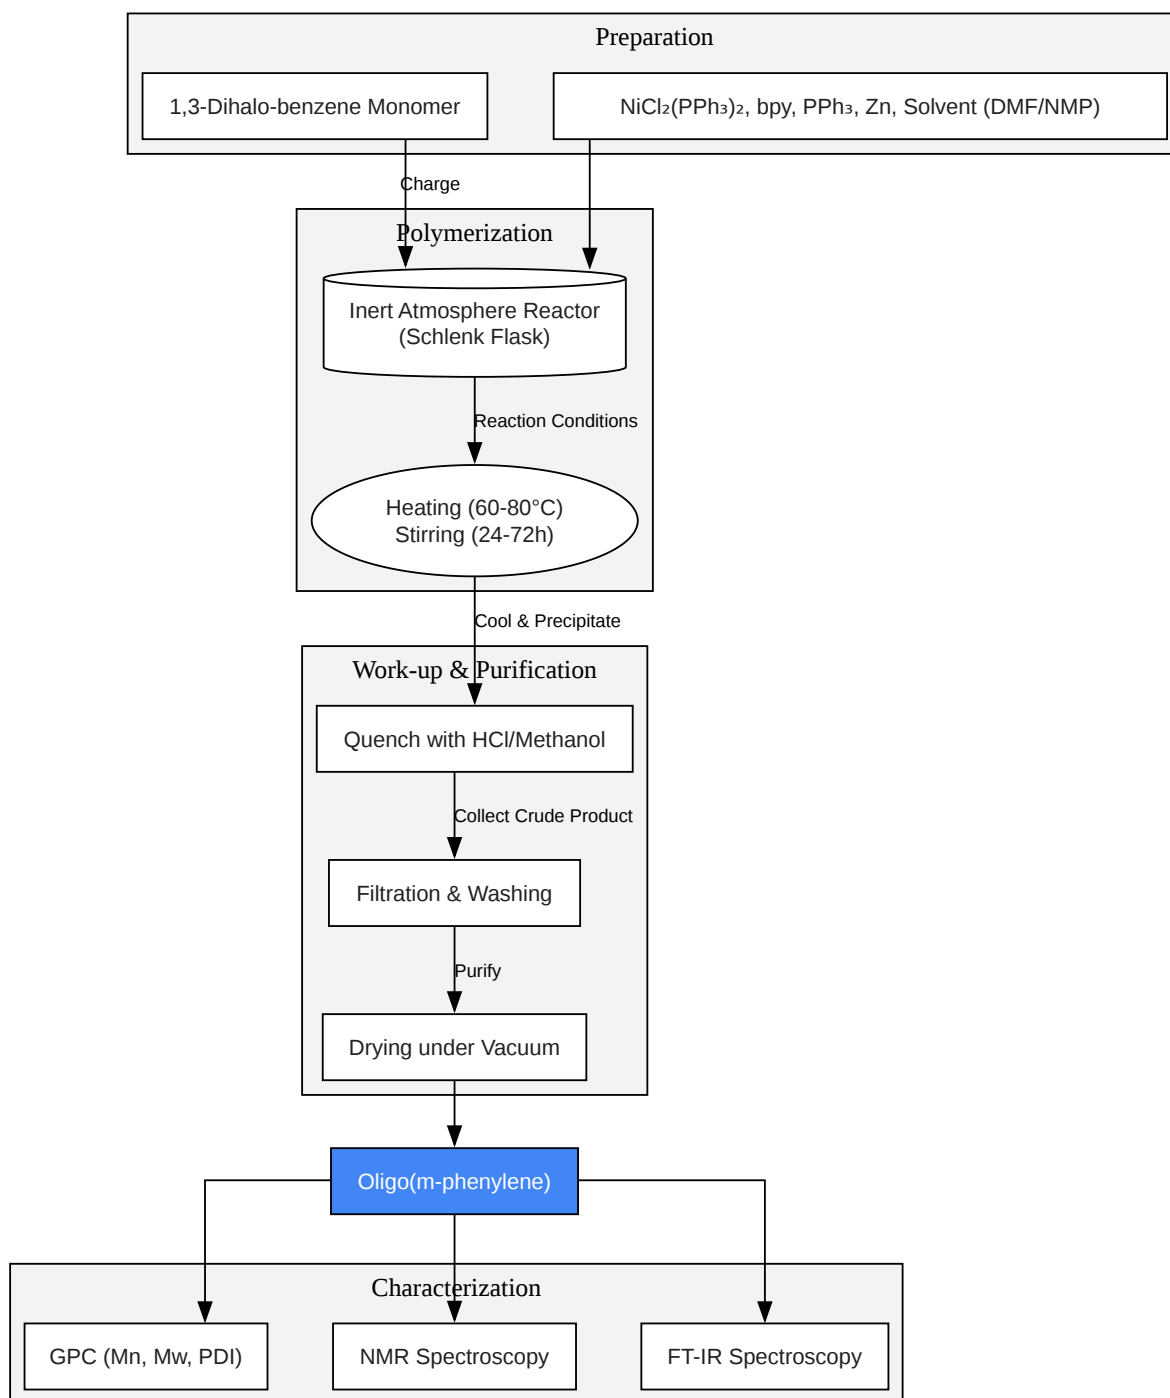 Preparation
1,3-Dihalo-benzene Monomer
NiCl₂(PPh₃)₂, bpy, PPh₃, Zn, Solvent (DMF/NMP)
Charge
Polymerization
Inert Atmosphere Reactor
(Schlenk Flask)
Reaction Conditions
Heating (60-80°C)
Stirring (24-72h)
Cool & Precipitate
Work-up & Purification
Quench with HCl/Methanol
Collect Crude Product
Filtration & Washing
Purify
Drying under Vacuum
Oligo(m-phenylene)
Characterization
GPC (Mn, Mw, PDI)
NMR Spectroscopy
FT-IR Spectroscopy